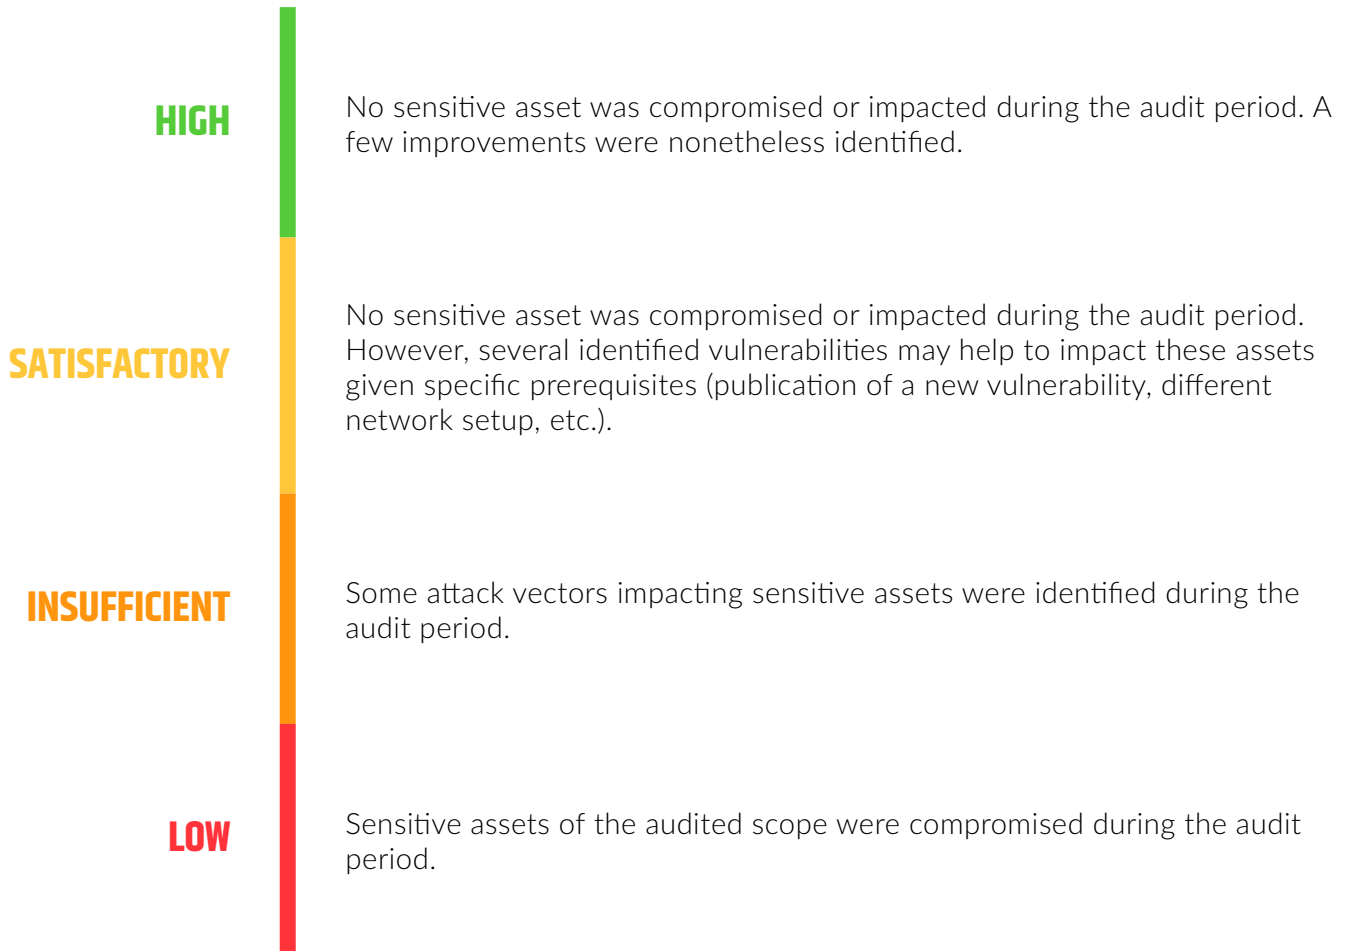 HIGH
No sensitive asset was compromised or impacted during the audit period. A
few improvements were nonetheless identified.
SATISFACTORY
No sensitive asset was compromised or impacted during the audit period.
However, several identified vulnerabilities may help to impact these assets
given specific prerequisites (publication of a new vulnerability, different
network setup, etc.).
INSUFFICIENT
Some attack vectors impacting sensitive assets were identified during the
audit period.
LOW
Sensitive assets of the audited scope were compromised during the audit
period.